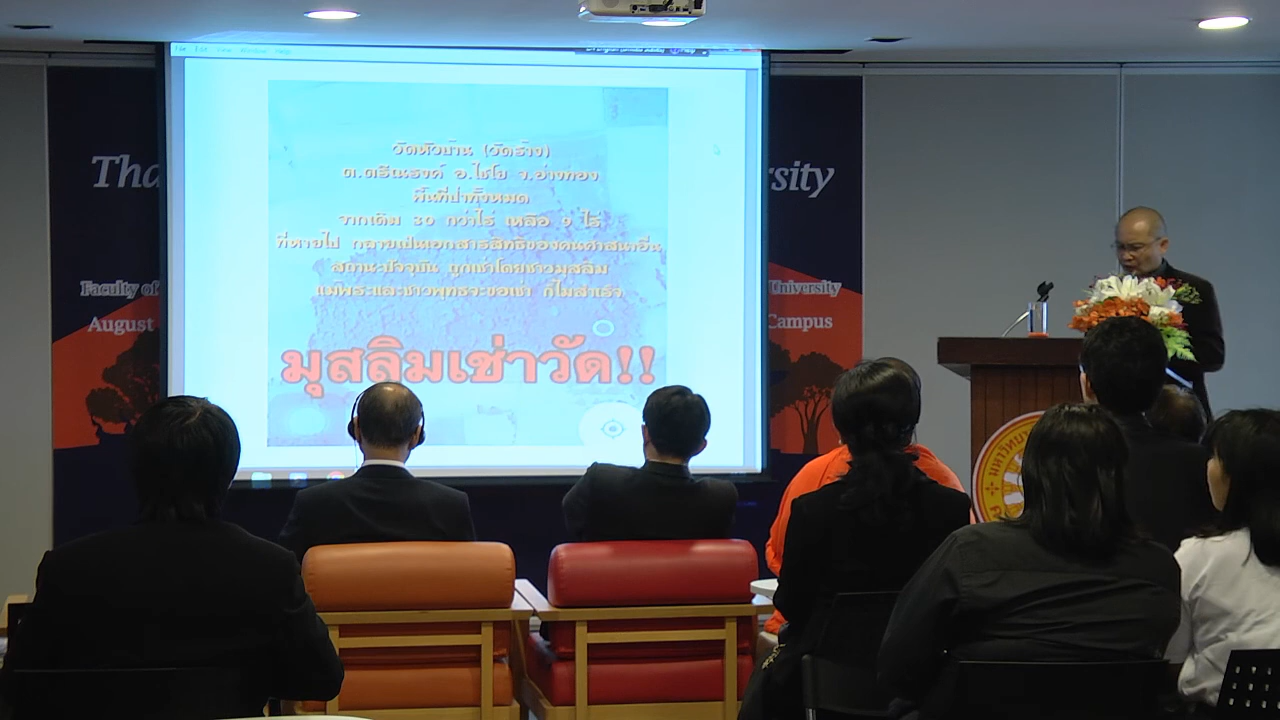 File Edit View Window Help
Tha
sity
วัดหัวบ้าน (วัดร้าง)
ต.ตรีณรงค์ อ.ไชโย จ.อ่างทอง
พื้นที่ป่าทั้งหมด
จากเดิม 30 กว่าไร่ เหลือ 9 ไร่
ที่หายไป กลายเป็นเอกสารสิทธิของคนศาสนาอื่น
สถานะปัจจุบัน ถูกเช่าโดยชาวมุสลิม
แม้พระและชาวพุทธจะขอเช่า ก็ไม่สำเร็จ
มุสลิมเช่าวัด!!
Faculty of
University
August
Campus